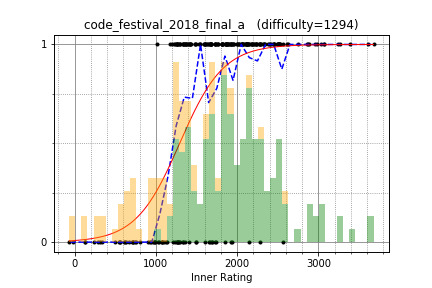 code_festival_2018_final_a (difficulty=1294)
1
0
0 1000 2000 3000
Inner Rating